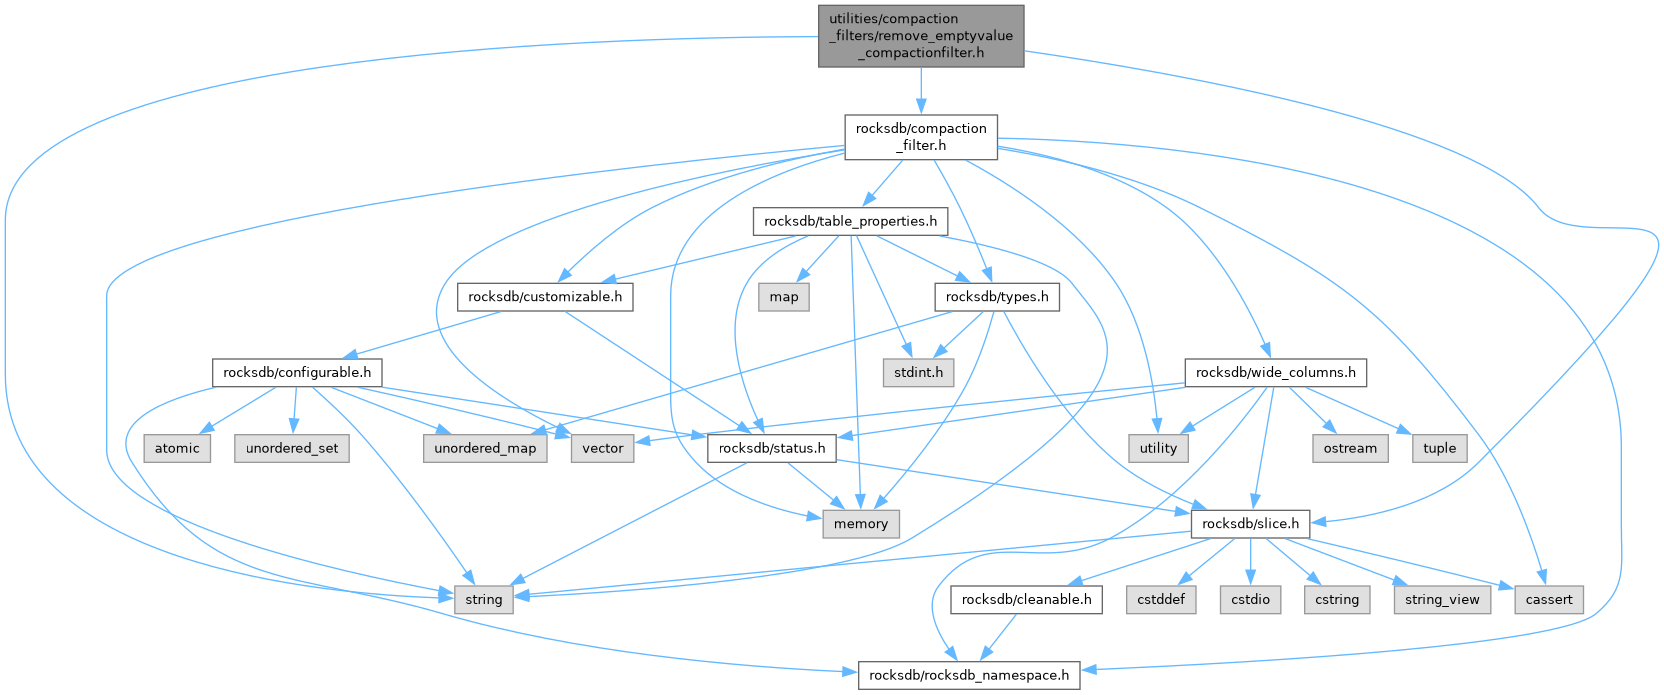 utilities/compaction
_filters/remove_emptyvalue
_compactionfilter.h
rocksdb/compaction
_filter.h
rocksdb/table_properties.h
rocksdb/customizable.h
map
rocksdb/types.h
rocksdb/configurable.h
stdint.h
rocksdb/wide_columns.h
atomic
unordered_set
unordered_map
vector
rocksdb/status.h
utility
ostream
tuple
memory
rocksdb/slice.h
string
rocksdb/cleanable.h
cstddef
cstdio
cstring
string_view
cassert
rocksdb/rocksdb_namespace.h